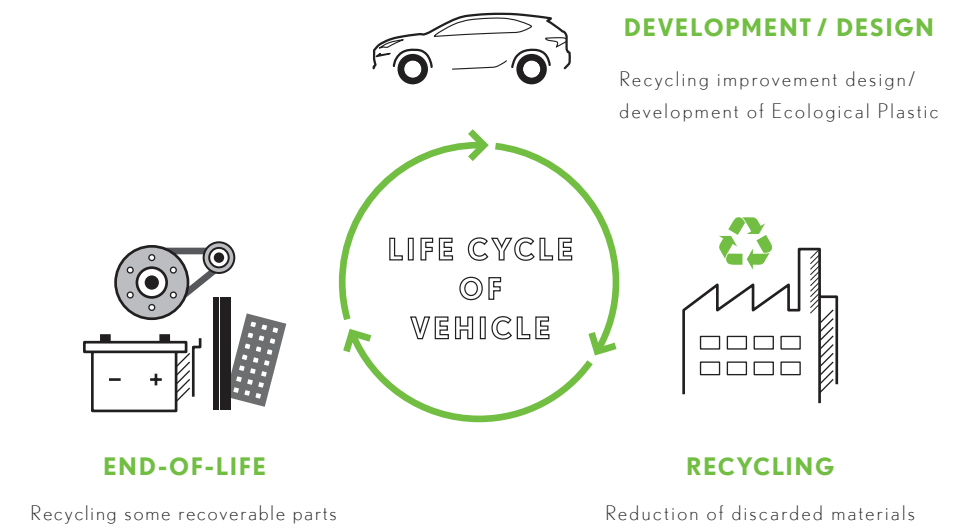 DEVELOPMENT / DESIGN
Recycling improvement design/
development of Ecological Plastic
LIFE CYCLE
OF
VEHICLE
END-OF-LIFE
Recycling some recoverable parts
RECYCLING
Reduction of discarded materials